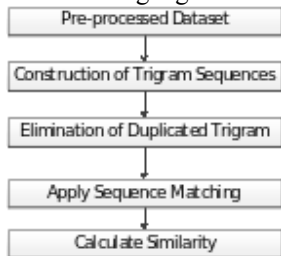 Pre-processed Dataset
Construction of Trigram Sequences
Elimination of Duplicated Trigram
Apply Sequence Matching
Calculate Similarity